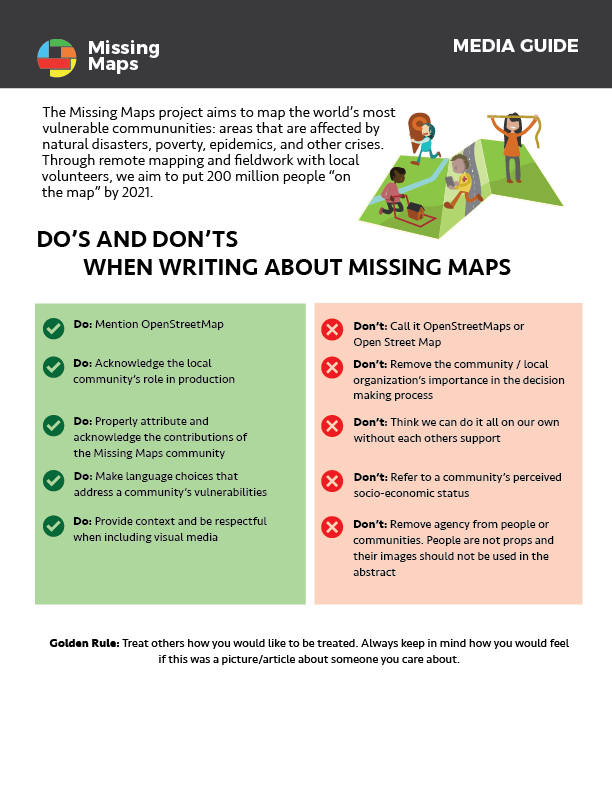 Missing
Maps
MEDIA GUIDE
The Missing Maps project aims to map the world's most
vulnerable commununities: areas that are affected by
natural disasters, poverty, epidemics, and other crises.
Through remote mapping and fieldwork with local
volunteers, we aim to put 200 million people “on
the map” by 2021.
DO'S AND DON'TS
WHEN WRITING ABOUT MISSING MAPS
Do: Mention OpenStreetMap
Do: Acknowledge the local
community's role in production
Do: Properly attribute and
acknowledge the contributions of
the Missing Maps community
Do: Make language choices that
address a community's vulnerabilities
Do: Provide context and be respectful
when including visual media
Don't: Call it OpenStreetMaps or
Open Street Map
Don't: Remove the community / local
organization's importance in the decision
making process
Don't: Think we can do it all on our own
without each others support
Don't: Refer to a community's perceived
socio-economic status
Don't: Remove agency from people or
communities. People are not props and
their images should not be used in the
abstract
Golden Rule: Treat others how you would like to be treated. Always keep in mind how you would feel
if this was a picture/article about someone you care about.